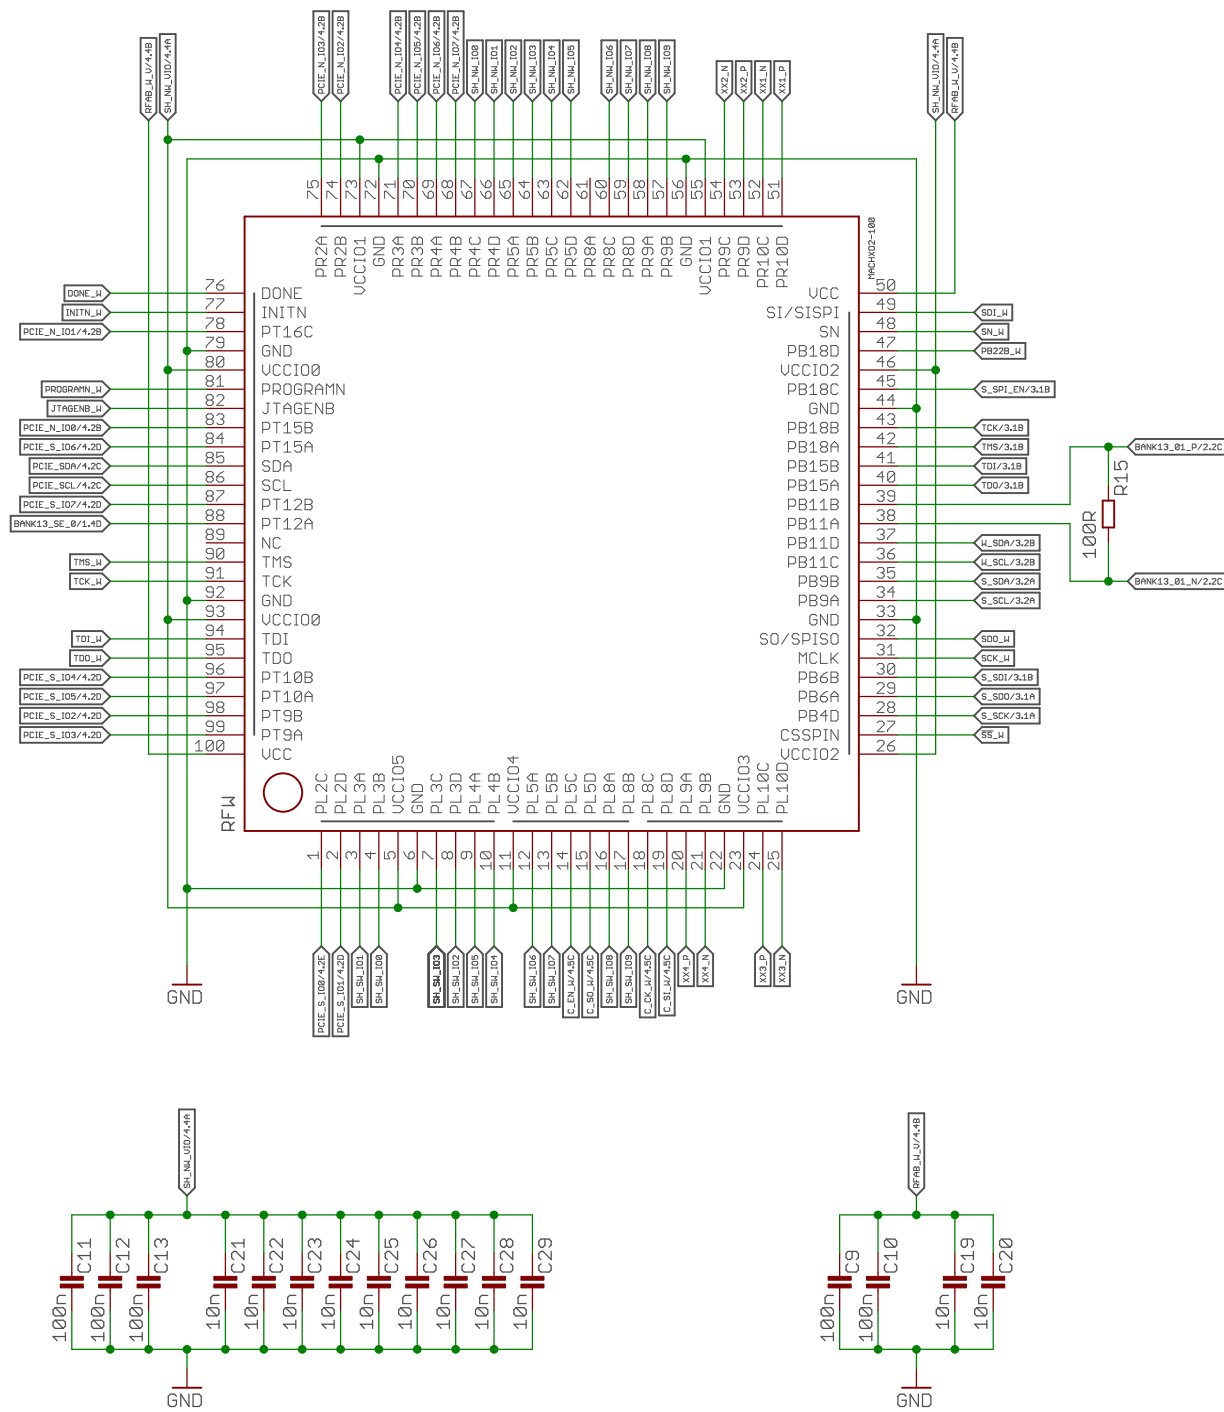 RFAB_W_V/4.4B
SH_NW_VIO/4.4A
PCIE_N_IO3/4.2B
PCIE_N_IO2/4.2B
PCIE_N_IO4/4.2B
PCIE_N_IO5/4.2B
PCIE_N_IO6/4.2B
PCIE_N_IO7/4.2B
SH_NW_IO0
SH_NW_IO1
SH_NW_IO2
SH_NW_IO3
SH_NW_IO4
SH_NW_IO5
SH_NW_IO6
SH_NW_IO7
SH_NW_IO8
SH_NW_IO9
XX2_N
XX2_P
XX1_N
XX1_P
SH_NW_VIO/4.4A
RFAB_W_V/4.4B
75 PR2A
74 PR2B
73 VCCIO1
72 GND
71 PR3A
70 PR3B
69 PR4A
68 PR4B
67 PR4C
66 PR4D
65 PR5A
64 PR5B
63 PR5C
62 PR5D
61 PR8A
60 PR8C
59 PR8D
58 PR9A
57 PR9B
56 GND
55 VCCIO1
54 PR9C
53 PR9D
52 PR10C
51 PR10D
MACHXO2-100
DONE_W 76 DONE
INITN_W 77 INITN
PCIE_N_IO1/4.2B 78 PT16C
79 GND
80 VCCIO0
PROGRAMN_W 81 PROGRAMN
JTAGENB_W 82 JTAGENB
PCIE_N_IO0/4.2B 83 PT15B
PCIE_S_IO6/4.2D 84 PT15A
PCIE_SDA/4.2C 85 SDA
PCIE_SCL/4.2C 86 SCL
PCIE_S_IO7/4.2D 87 PT12B
BANK13_SE_0/1.4D 88 PT12A
89 NC
TMS_W 90 TMS
TCK_W 91 TCK
92 GND
93 VCCIO0
TDI_W 94 TDI
TDO_W 95 TDO
PCIE_S_IO4/4.2D 96 PT10B
PCIE_S_IO5/4.2D 97 PT10A
PCIE_S_IO2/4.2D 98 PT9B
PCIE_S_IO3/4.2D 99 PT9A
100 VCC
VCC 50
SI/SISPI 49 SDI_W
SN 48 SN_W
PB18D 47 PB22B_W
VCCIO2 46
PB18C 45 S_SPI_EN/3.1B
GND 44
PB18B 43 TCK/3.1B
PB18A 42 TMS/3.1B
PB15B 41 TDI/3.1B
PB15A 40 TDO/3.1B
PB11B 39
PB11A 38
PB11D 37 W_SDA/3.2B
PB11C 36 W_SCL/3.2B
PB9B 35 S_SDA/3.2A
PB9A 34 S_SCL/3.2A
GND 33
SO/SPISO 32 SDO_W
MCLK 31 SCK_W
PB6B 30 S_SDI/3.1B
PB6A 29 S_SDO/3.1A
PB4D 28 S_SCK/3.1A
CSSPIN 27 SS_W
VCCIO2 26
BANK13_01_P/2.2C
R15
100R
BANK13_01_N/2.2C
RFW
PL2C 1 PCIE_S_IO0/4.2E
PL2D 2 PCIE_S_IO1/4.2D
PL3A 3 SH_SW_IO1
PL3B 4 SH_SW_IO0
VCCIO5 5
GND 6
PL3C 7 SH_SW_IO3
PL3D 8 SH_SW_IO2
PL4A 9 SH_SW_IO5
PL4B 10 SH_SW_IO4
VCCIO4 11
PL5A 12 SH_SW_IO6
PL5B 13 SH_SW_IO7
PL5C 14 C_EN_W/4.5C
PL5D 15 C_SO_W/4.5C
PL8A 16 SH_SW_IO8
PL8B 17 SH_SW_IO9
PL8C 18 C_CK_W/4.5C
PL8D 19 C_SI_W/4.5C
PL9A 20 XX4_P
PL9B 21 XX4_N
GND 22
VCCIO3 23
PL10C 24 XX3_P
PL10D 25 XX3_N
GND
GND
SH_NW_VIO/4.4A
C11 100n
C12 100n
C13 100n
C21 10n
C22 10n
C23 10n
C24 10n
C25 10n
C26 10n
C27 10n
C28 10n
C29 10n
GND
RFAB_W_V/4.4B
C9 100n
C10 100n
C19 10n
C20 10n
GND